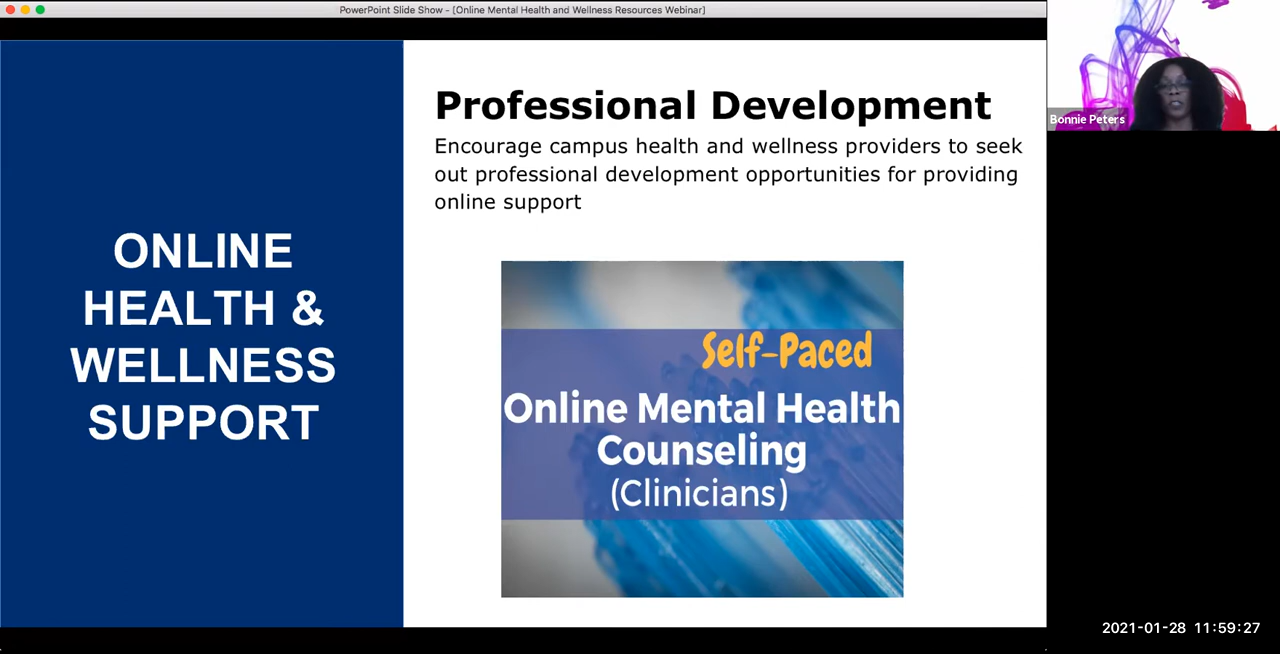 PowerPoint Slide Show - [Online Mental Health and Wellness Resources Webinar]
ONLINE
HEALTH &
WELLNESS
SUPPORT
Professional Development
Encourage campus health and wellness providers to seek
out professional development opportunities for providing
online support
Self-Paced
Online Mental Health
Counseling
(Clinicians)
Bonnie Peters
2021-01-28 11:59:27